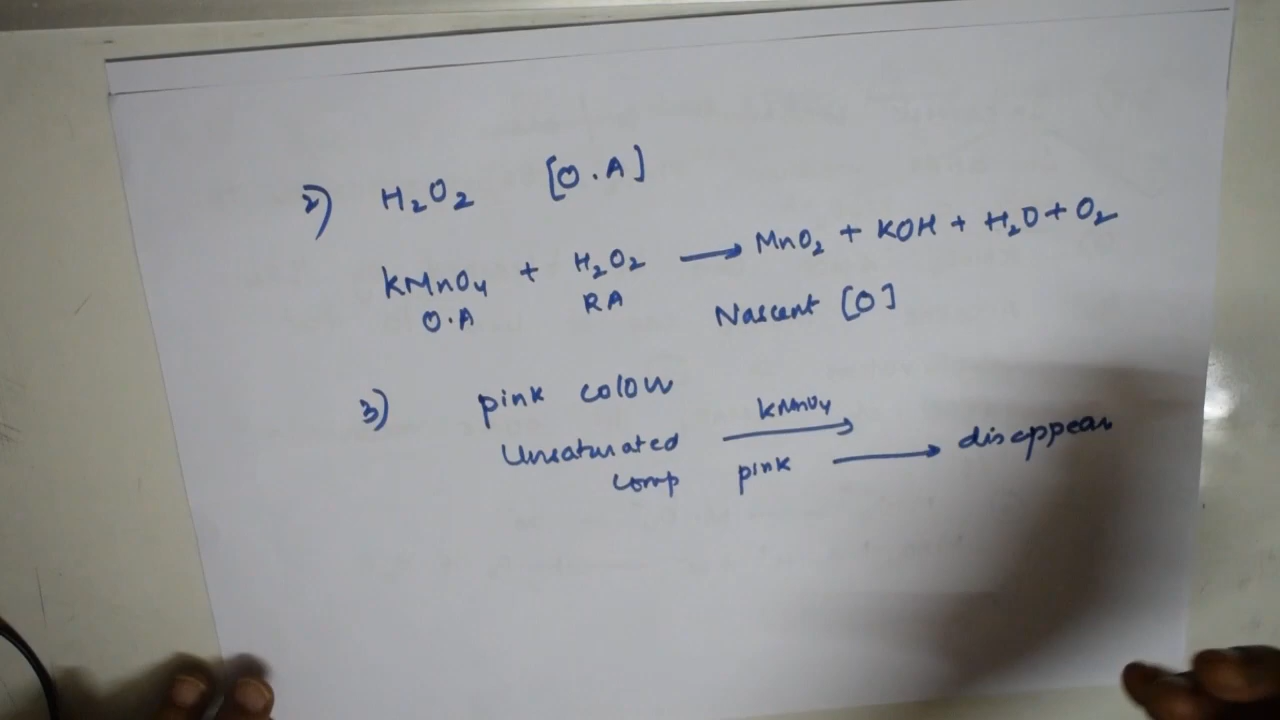 2) H₂O₂ [O.A]
KMnO₄ + H₂O₂ ⟶ MnO₂ + KOH + H₂O + O₂
O.A RA Nascent [O]
3) pink colour
Unsaturated KMnO₄ ⟶
comp pink ⟶ disappear